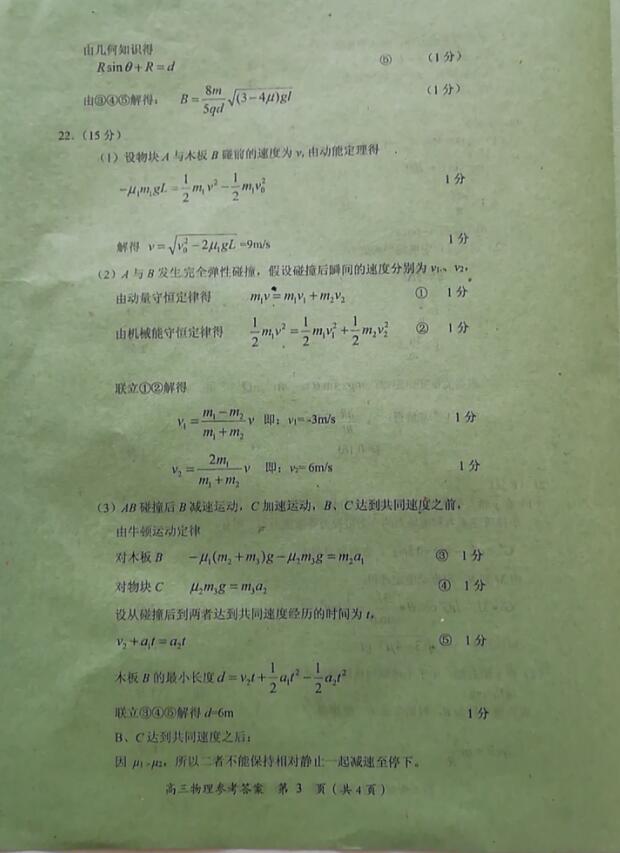 由几何知识得
Rsinθ+R=d ⑤ （1分）
由③④⑤解得： B=8m/5qd √(3-4μ)gl （1分）
22.（15分）
（1）设物块A与木板B碰前的速度为v, 由动能定理得
-μ₁m₁gL=1/2 m₁v²-1/2 m₁v₀² 1分
解得 v=√v₀²-2μ₁gL =9m/s 1分
（2）A与B发生完全弹性碰撞，假设碰撞后瞬间的速度分别为v₁、v₂，
由动量守恒定律得 m₁v=m₁v₁+m₂v₂ ① 1分
由机械能守恒定律得 1/2 m₁v²=1/2 m₁v₁²+1/2 m₂v₂² ② 1分
联立①②解得
v₁=m₁-m₂/m₁+m₂ v 即：v₁=-3m/s 1分
v₂=2m₁/m₁+m₂ v 即：v₂=6m/s 1分
（3）AB碰撞后B减速运动，C加速运动，B、C达到共同速度之前，
由牛顿运动定律
对木板B -μ₁(m₂+m₃)g-μ₂m₃g=m₂a₁ ③ 1分
对物块C μ₂m₃g=m₃a₂ ④ 1分
设从碰撞后到两者达到共同速度经历的时间为t，
v₂+a₁t=a₂t ⑤ 1分
木板B的最小长度d=v₂t+1/2 a₁t²-1/2 a₂t²
联立③④⑤解得d=6m 1分
B、C达到共同速度之后：
因 μ₁>μ₂，所以二者不能保持相对静止一起减速至停下。
高三物理参考答案 第 3 页（共4页）